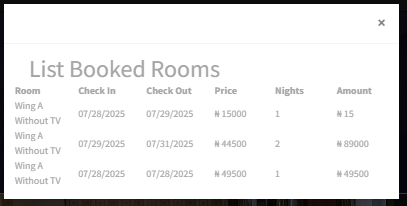 ×
List Booked Rooms
Room Check In Check Out Price Nights Amount
Wing A
Without TV 07/28/2025 07/29/2025 ₦ 15000 1 ₦ 15
Wing A
Without TV 07/29/2025 07/31/2025 ₦ 44500 2 ₦ 89000
Wing A
Without TV 07/28/2025 07/28/2025 ₦ 49500 1 ₦ 49500